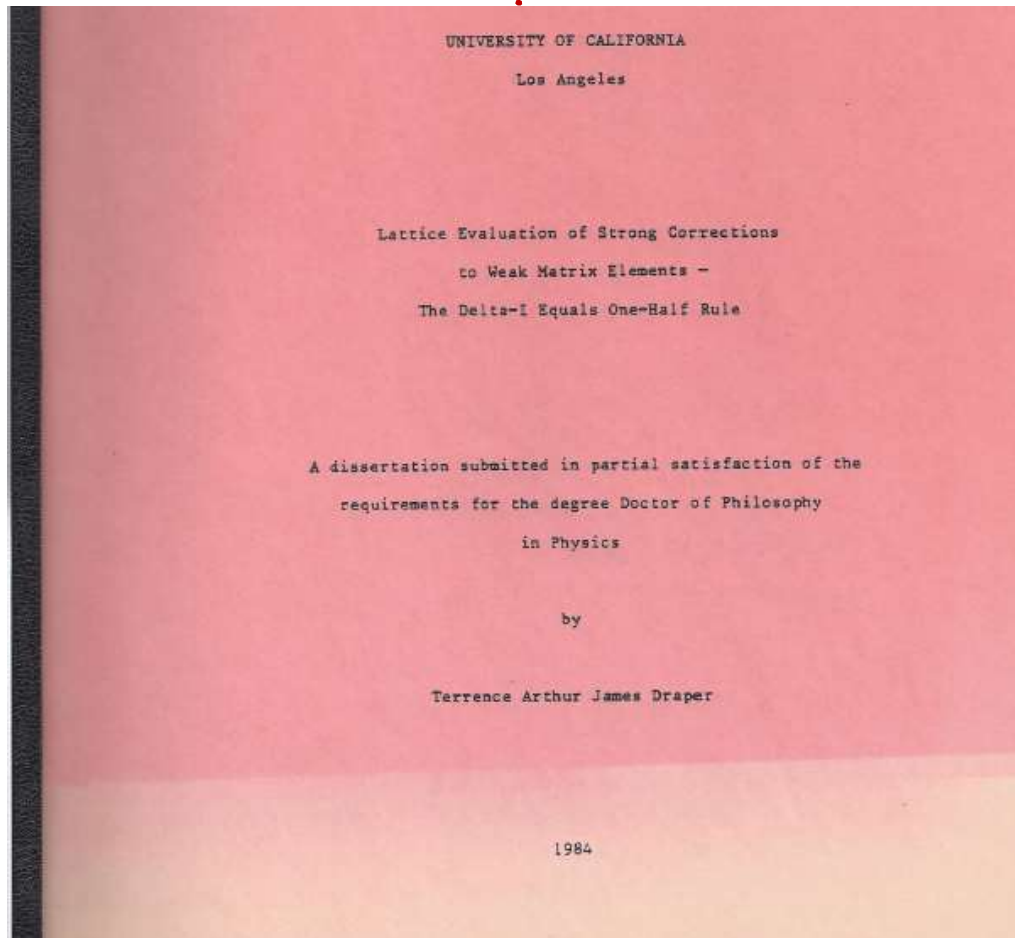 UNIVERSITY OF CALIFORNIA
Los Angeles
Lattice Evaluation of Strong Corrections
to Weak Matrix Elements -
The Delta-I Equals One-Half Rule
A dissertation submitted in partial satisfaction of the
requirements for the degree Doctor of Philosophy
in Physics
by
Terrence Arthur James Draper
1984